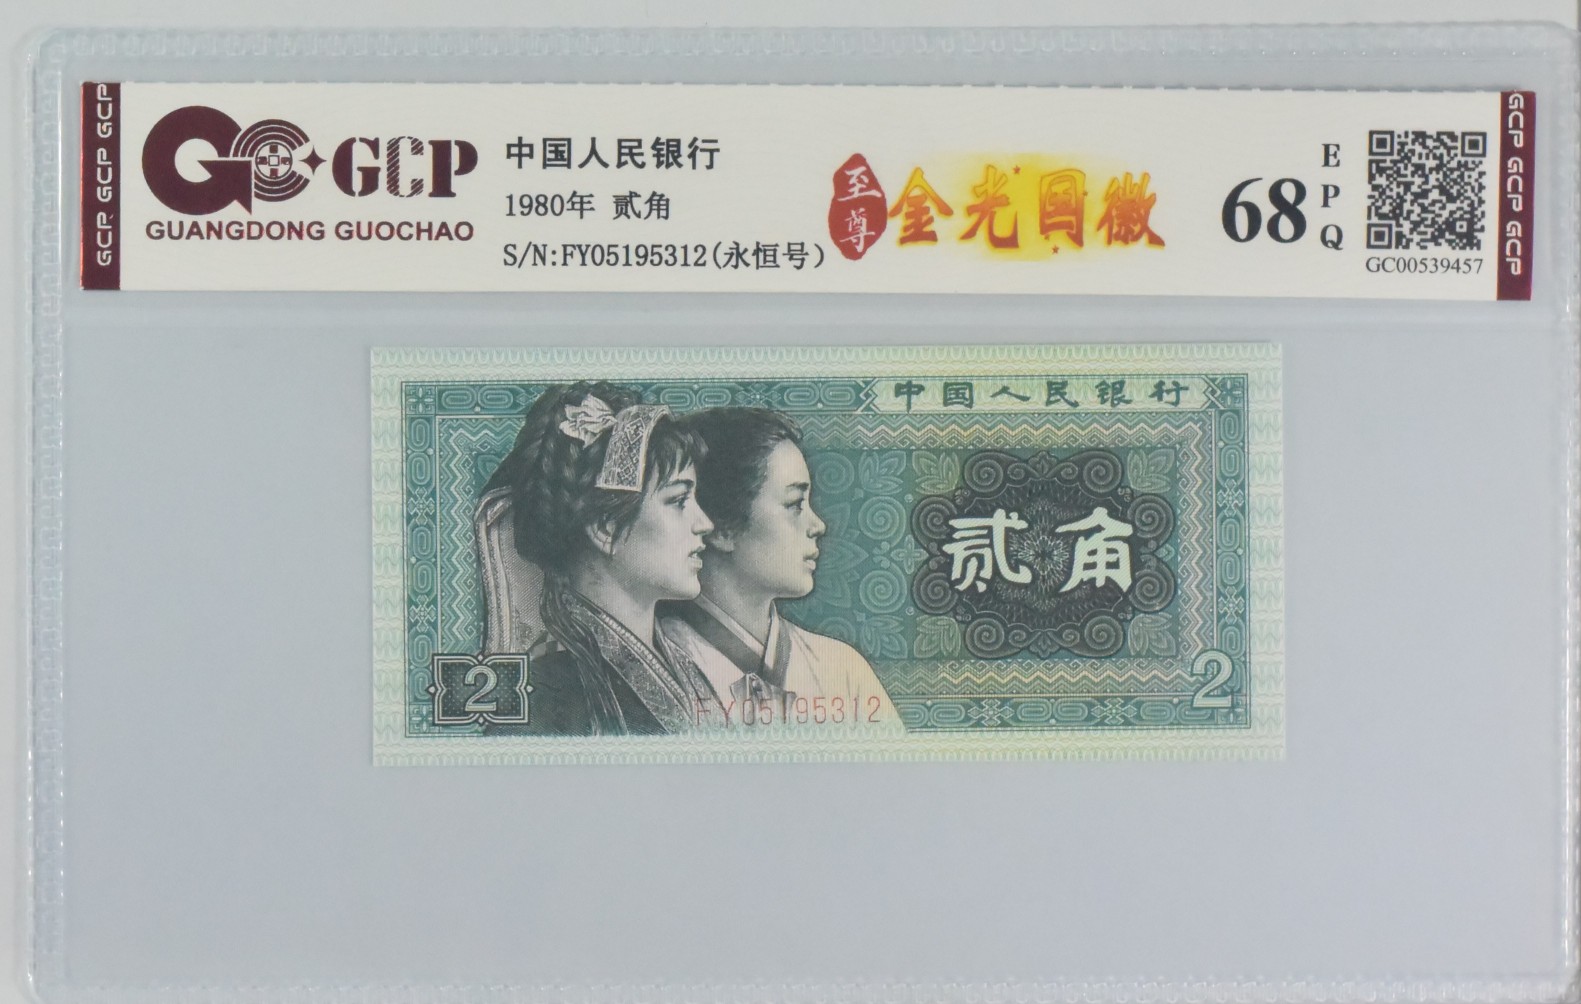 GCP GCP GCP
GCP
GUANGDONG GUOCHAO
中国人民银行
1980年 贰角
S/N:FY05195312(永恒号)
至尊
金光国徽
68
EPQ
GC00539457
GCP GCP GCP
中国人民银行
贰角
2
2
FY05195312